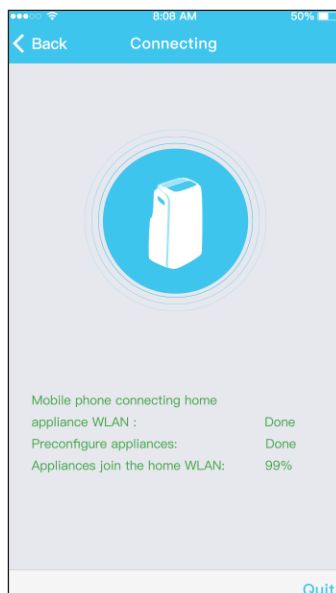 8:08 AM 50%
Back Connecting
Mobile phone connecting home
appliance WLAN : Done
Preconfigure appliances: Done
Appliances join the home WLAN: 99%
Quit